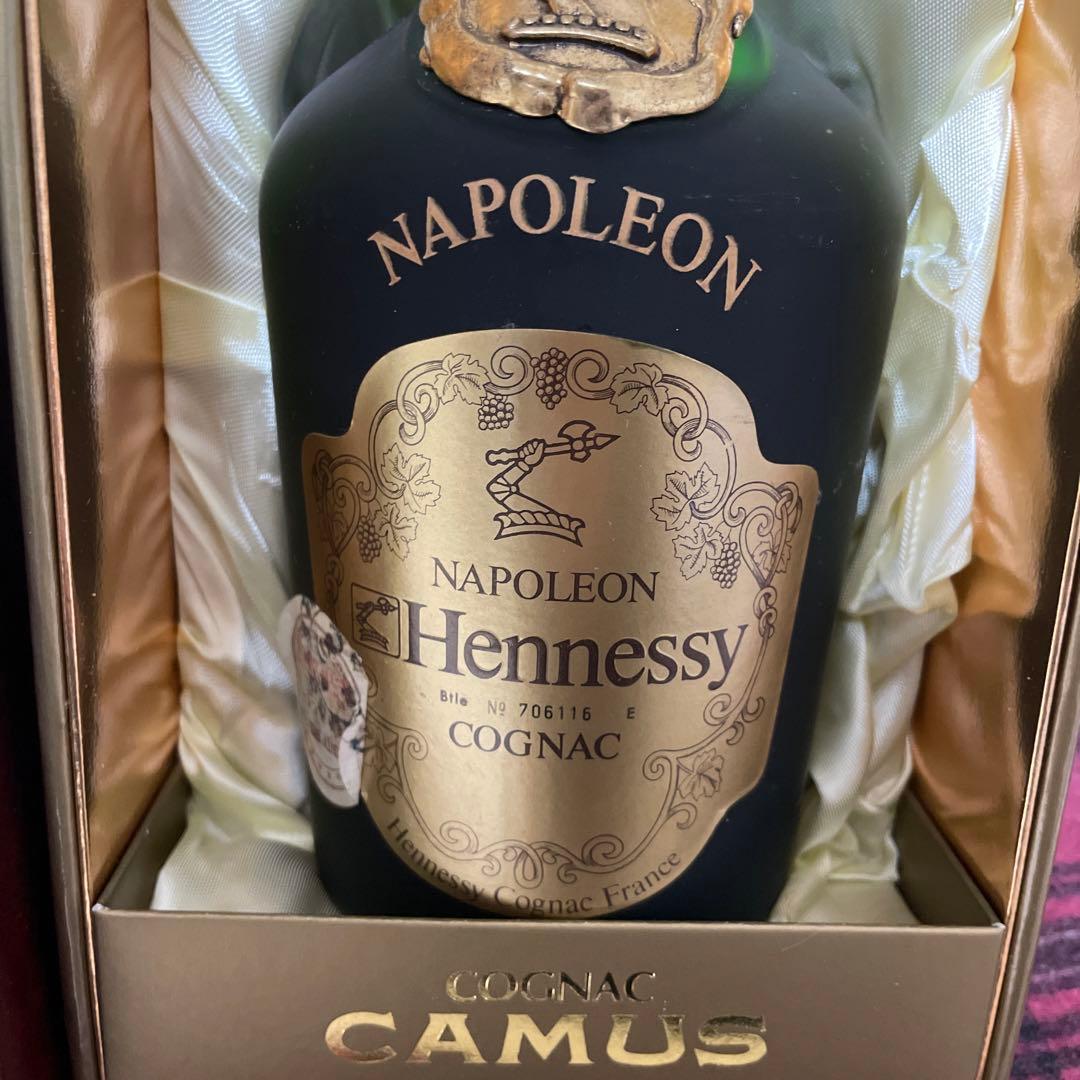 NAPOLEON
NAPOLEON
Hennessy
Btle Nº 706116 E
COGNAC
Hennessy Cognac France
COGNAC
CAMUS